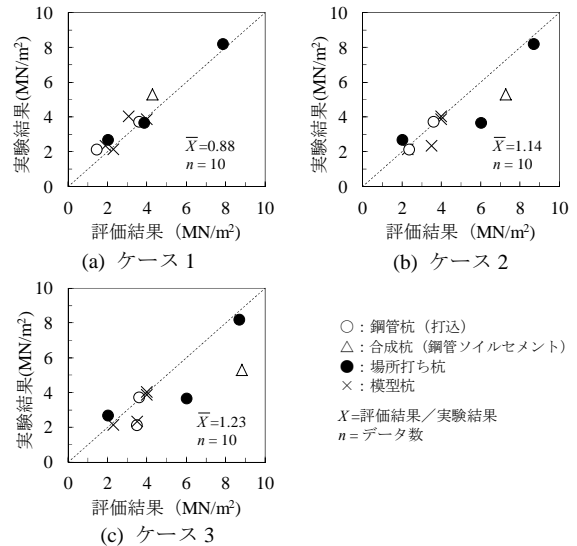 10
8
6
4
2
0
実験結果(MN/m²)
X̄=0.88
n = 10
0 2 4 6 8 10
評価結果（MN/m²）
(a) ケース 1
10
8
6
4
2
0
実験結果(MN/m²)
X̄=1.14
n = 10
0 2 4 6 8 10
評価結果（MN/m²）
(b) ケース 2
10
8
6
4
2
0
実験結果(MN/m²)
X̄=1.23
n = 10
0 2 4 6 8 10
評価結果（MN/m²）
(c) ケース 3
○：鋼管杭（打込）
△：合成杭（鋼管ソイルセメント）
●：場所打ち杭
×：模型杭
X=評価結果／実験結果
n＝データ数